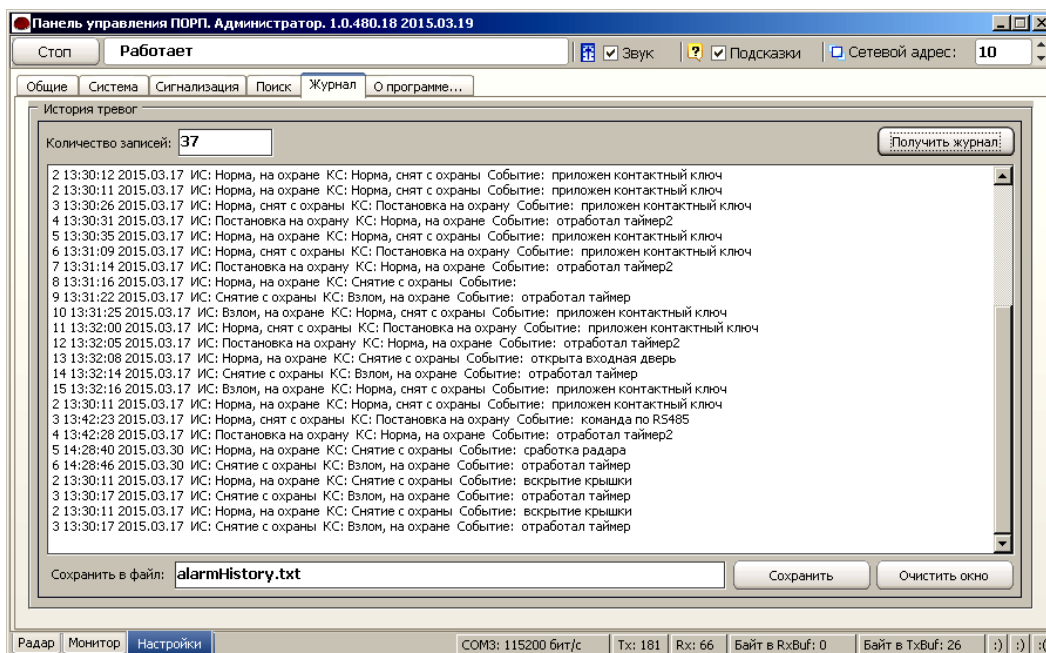 Панель управления ПОРП. Администратор. 1.0.480.18 2015.03.19
Стоп Работает Звук Подсказки Сетевой адрес: 10
Общие Система Сигнализация Поиск Журнал О программе...
История тревог
Количество записей: 37 Получить журнал
2 13:30:12 2015.03.17 ИС: Норма, на охране КС: Норма, снят с охраны Событие: приложен контактный ключ
2 13:30:11 2015.03.17 ИС: Норма, на охране КС: Норма, снят с охраны Событие: приложен контактный ключ
3 13:30:26 2015.03.17 ИС: Норма, снят с охраны КС: Постановка на охрану Событие: приложен контактный ключ
4 13:30:31 2015.03.17 ИС: Постановка на охрану КС: Норма, на охране Событие: отработал таймер2
5 13:30:35 2015.03.17 ИС: Норма, на охране КС: Норма, снят с охраны Событие: приложен контактный ключ
6 13:31:09 2015.03.17 ИС: Норма, снят с охраны КС: Постановка на охрану Событие: приложен контактный ключ
7 13:31:14 2015.03.17 ИС: Постановка на охрану КС: Норма, на охране Событие: отработал таймер2
8 13:31:16 2015.03.17 ИС: Норма, на охране КС: Снятие с охраны Событие:
9 13:31:22 2015.03.17 ИС: Снятие с охраны КС: Взлом, на охране Событие: отработал таймер
10 13:31:25 2015.03.17 ИС: Взлом, на охране КС: Норма, снят с охраны Событие: приложен контактный ключ
11 13:32:00 2015.03.17 ИС: Норма, снят с охраны КС: Постановка на охрану Событие: приложен контактный ключ
12 13:32:05 2015.03.17 ИС: Постановка на охрану КС: Норма, на охране Событие: отработал таймер2
13 13:32:08 2015.03.17 ИС: Норма, на охране КС: Снятие с охраны Событие: открыта входная дверь
14 13:32:14 2015.03.17 ИС: Снятие с охраны КС: Взлом, на охране Событие: отработал таймер
15 13:32:16 2015.03.17 ИС: Взлом, на охране КС: Норма, снят с охраны Событие: приложен контактный ключ
2 13:30:11 2015.03.17 ИС: Норма, на охране КС: Норма, снят с охраны Событие: приложен контактный ключ
3 13:42:23 2015.03.17 ИС: Норма, снят с охраны КС: Постановка на охрану Событие: команда по RS485
4 13:42:28 2015.03.17 ИС: Постановка на охрану КС: Норма, на охране Событие: отработал таймер2
5 14:28:40 2015.03.30 ИС: Норма, на охране КС: Снятие с охраны Событие: сработка радара
6 14:28:46 2015.03.30 ИС: Снятие с охраны КС: Взлом, на охране Событие: отработал таймер
2 13:30:11 2015.03.17 ИС: Норма, на охране КС: Снятие с охраны Событие: вскрытие крышки
3 13:30:17 2015.03.17 ИС: Снятие с охраны КС: Взлом, на охране Событие: отработал таймер
2 13:30:11 2015.03.17 ИС: Норма, на охране КС: Снятие с охраны Событие: вскрытие крышки
3 13:30:17 2015.03.17 ИС: Снятие с охраны КС: Взлом, на охране Событие: отработал таймер
Сохранить в файл: alarmHistory.txt Сохранить Очистить окно
Радар Монитор Настройки COM3: 115200 бит/с Tx: 181 Rx: 66 Байт в RxBuf: 0 Байт в TxBuf: 26 :) :) :(